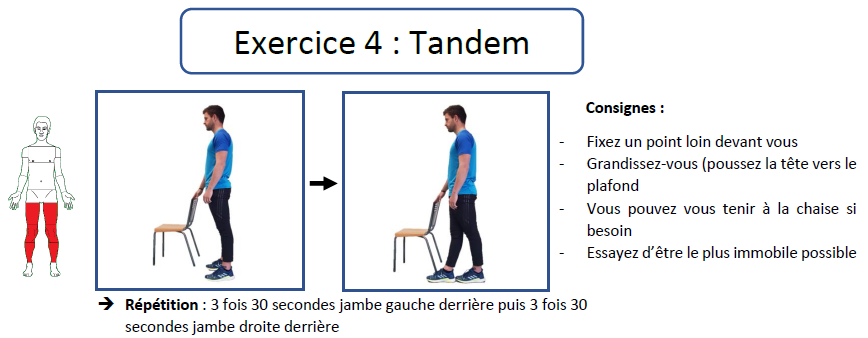 Exercice 4 : Tandem
Consignes :
- Fixez un point loin devant vous
- Grandissez-vous (poussez la tête vers le
plafond
- Vous pouvez vous tenir à la chaise si
besoin
- Essayez d’être le plus immobile possible
➔ Répétition : 3 fois 30 secondes jambe gauche derrière puis 3 fois 30
secondes jambe droite derrière